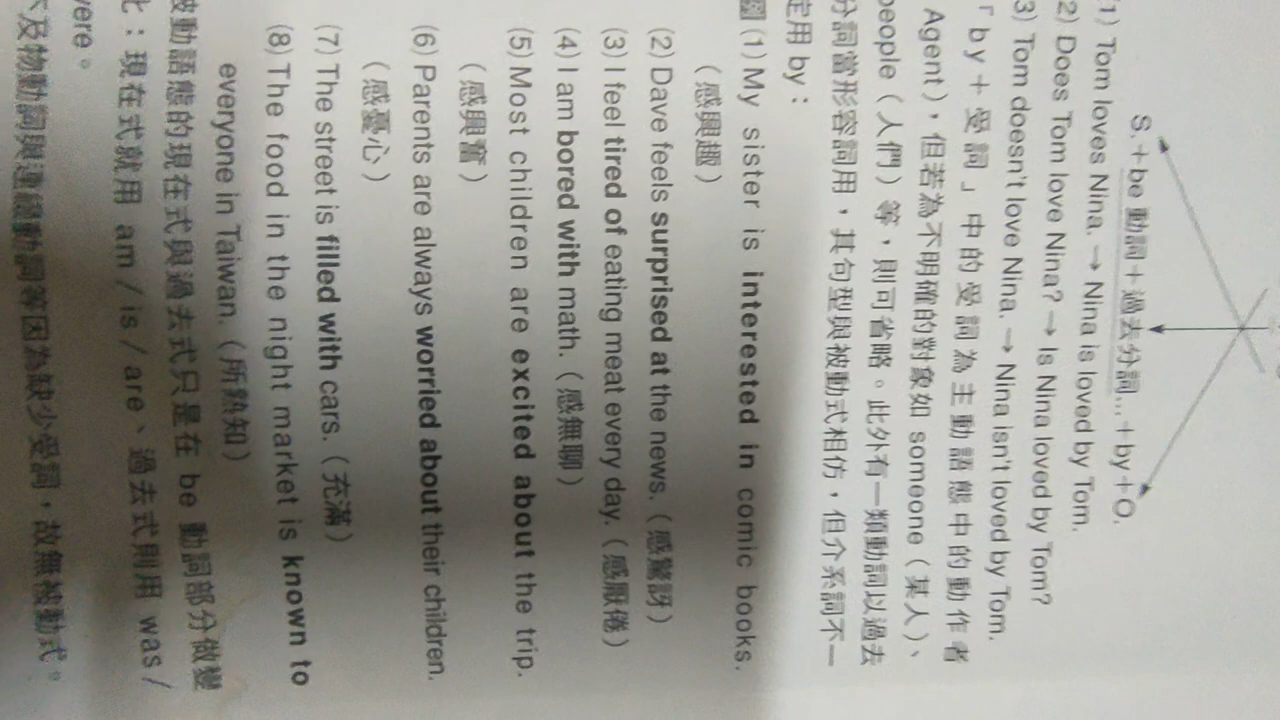 S.+be 動詞+過去分詞...+by+O.
(1) Tom loves Nina. → Nina is loved by Tom.
2) Does Tom love Nina? → Is Nina loved by Tom?
3) Tom doesn't love Nina. → Nina isn't loved by Tom.
「by+受詞」中的受詞為主動語態中的動作者
Agent),但若為不明確的對象如 someone(某人)、
people(人們)等,則可省略。此外有一類動詞以過去
分詞當形容詞用,其句型與被動式相仿,但介系詞不一
定用 by:
(1) My sister is interested in comic books.
(感興趣)
(2) Dave feels surprised at the news.(感驚訝)
(3) I feel tired of eating meat every day.(感厭倦)
(4) I am bored with math.(感無聊)
(5) Most children are excited about the trip.
(感興奮)
(6) Parents are always worried about their children.
(感憂心)
(7) The street is filled with cars.(充滿)
(8) The food in the night market is known to
everyone in Taiwan.(所熟知)
被動語態的現在式與過去式只是在 be 動詞部分做變
化:現在式就用 am / is / are、過去式則用 was /
were。
不及物動詞與連綴動詞等因為缺少受詞,故無被動式。